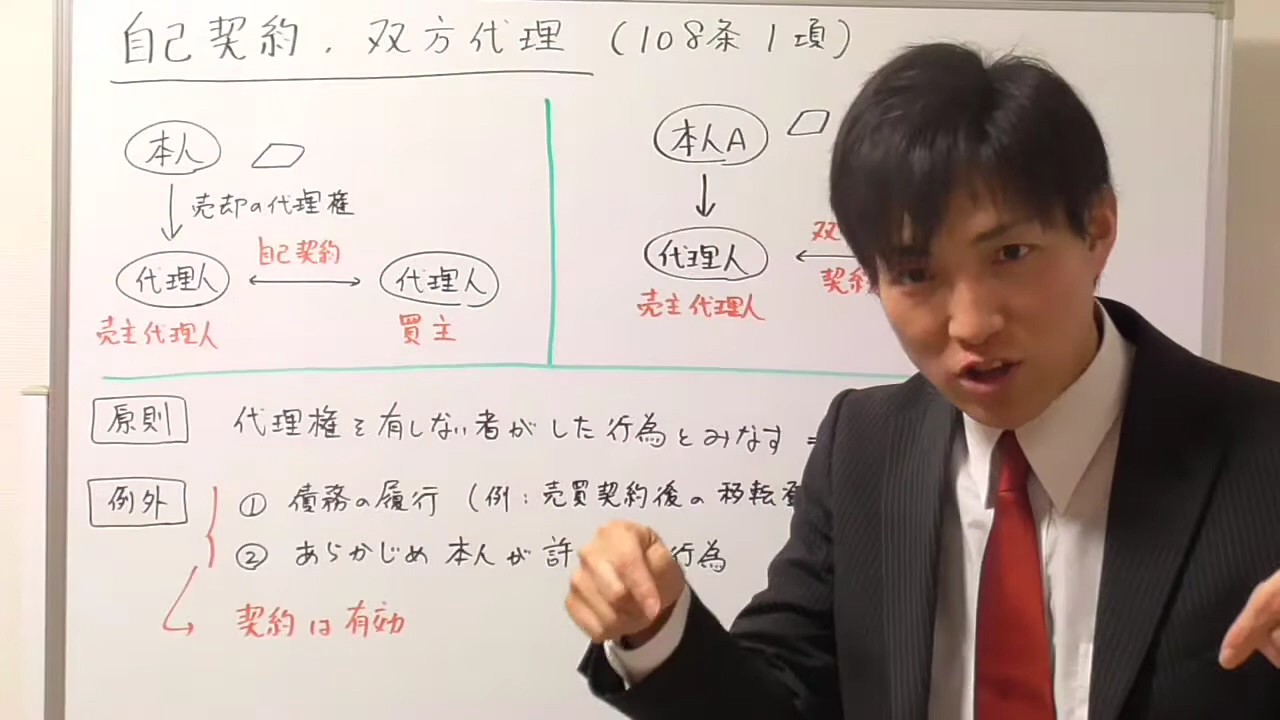 自己契約．双方代理（108条1項）
本人
売却の代理権
代理人
自己契約
代理人
売主代理人
買主
本人A
代理人
双
契約
売主代理人
原則
代理権を有しない者がした行為とみなす =
例外
① 債務の履行（例：売買契約後の移転
② あらかじめ本人が許
行為
契約は有効